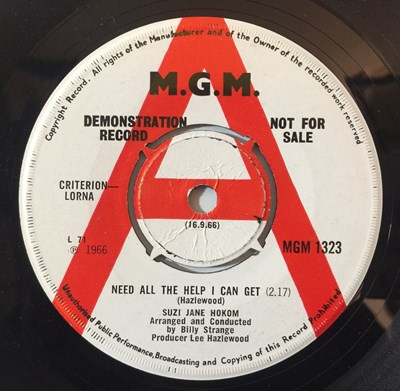 Copyright Record. All rights of the Manufacturer and of the Owner of the recorded work reserved.
M.G.M.
DEMONSTRATION
RECORD
NOT FOR
SALE
CRITERION—
LORNA
(16.9.66)
L 71
℗ 1966
MGM 1323
NEED ALL THE HELP I CAN GET (2.17)
(Hazlewood)
SUZI JANE HOKOM
Arranged and Conducted
by Billy Strange
Producer Lee Hazlewood
Unauthorised Public Performance, Broadcasting and Copying of this Record Prohibited